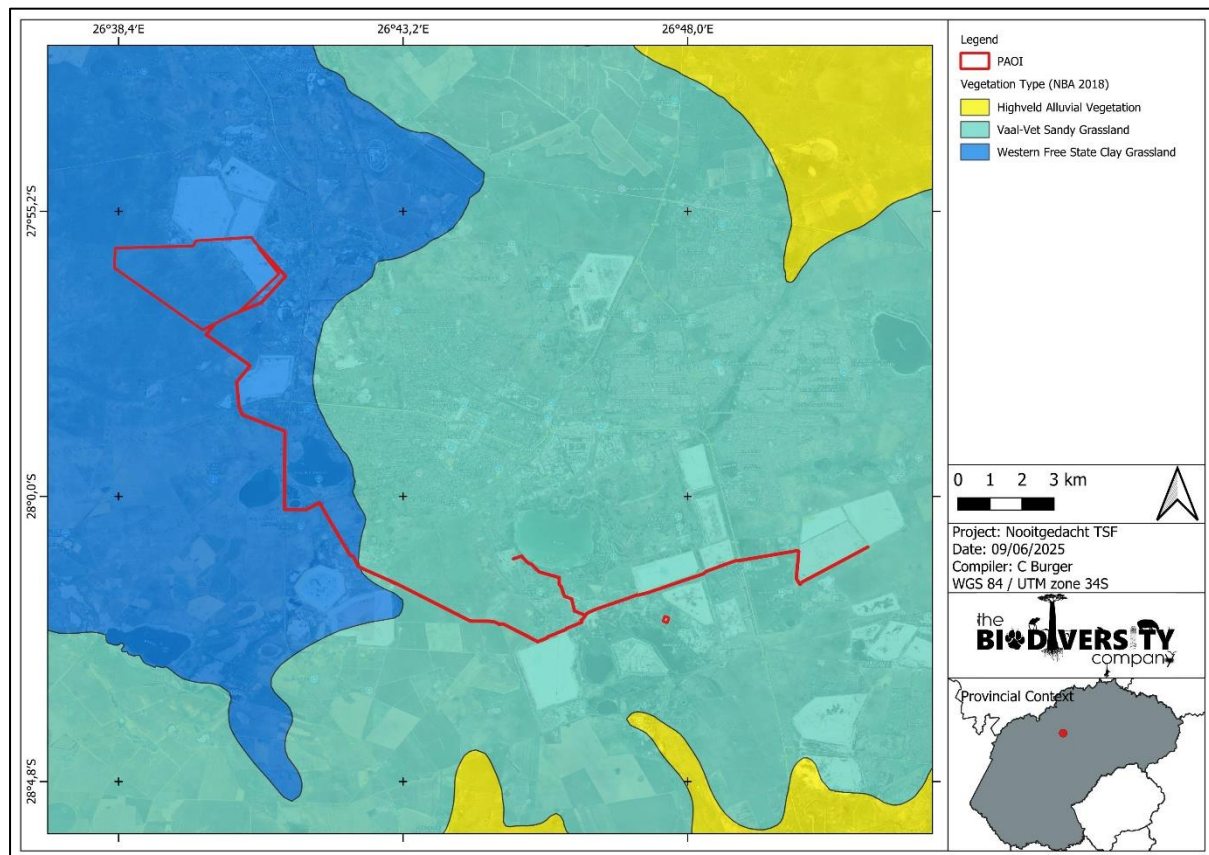 26°38,4'E
26°43,2'E
26°48,0'E
27°55,2'S
28°0,0'S
28°4,8'S
Legend
PAOI
Vegetation Type (NBA 2018)
Highveld Alluvial Vegetation
Vaal-Vet Sandy Grassland
Western Free State Clay Grassland
0 1 2 3 km
Project: Nooitgedacht TSF
Date: 09/06/2025
Compiler: C Burger
WGS 84 / UTM zone 34S
the
BIODIVERSITY
company
Provincial Context